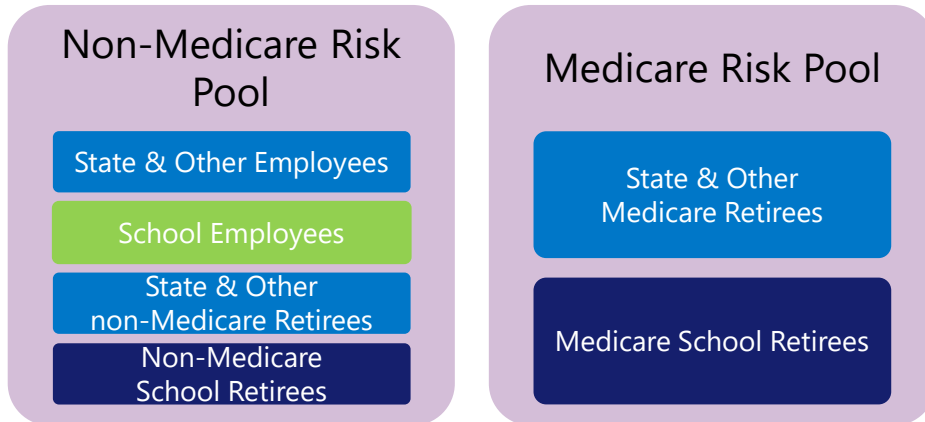 Non-Medicare Risk
Pool
State & Other Employees
School Employees
State & Other
non-Medicare Retirees
Non-Medicare
School Retirees
Medicare Risk Pool
State & Other
Medicare Retirees
Medicare School Retirees